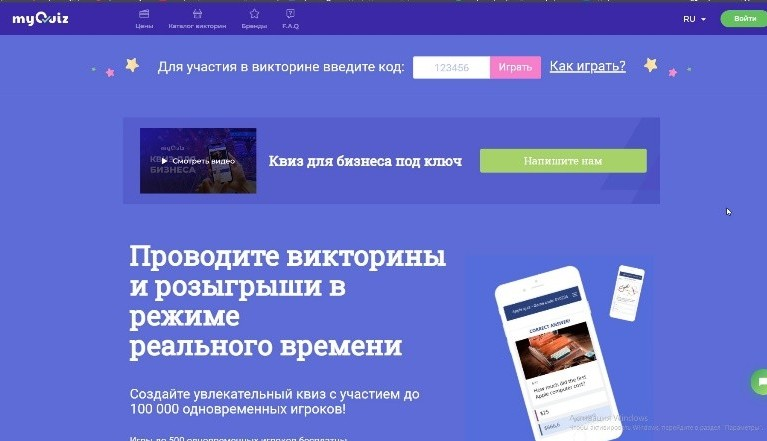 myQuiz
Цены
Каталог викторин
Бренды
F.A.Q
RU
Войти
Для участия в викторине введите код:
123456
Играть
Как играть?
myQuiz
КВИЗ ДЛЯ
БИЗНЕСА
Смотреть видео
Квиз для бизнеса под ключ
Напишите нам
Проводите викторины
и розыгрыши в
режиме
реального времени
Создайте увлекательный квиз с участием до
100 000 одновременных игроков!
Игры до 500 одновременных игроков бесплатны
CORRECT ANSWER!
How much did the first
Apple computer cost?
$25
$666,6
Активация Windows
Чтобы активировать Windows, перейдите в раздел "Параметры".